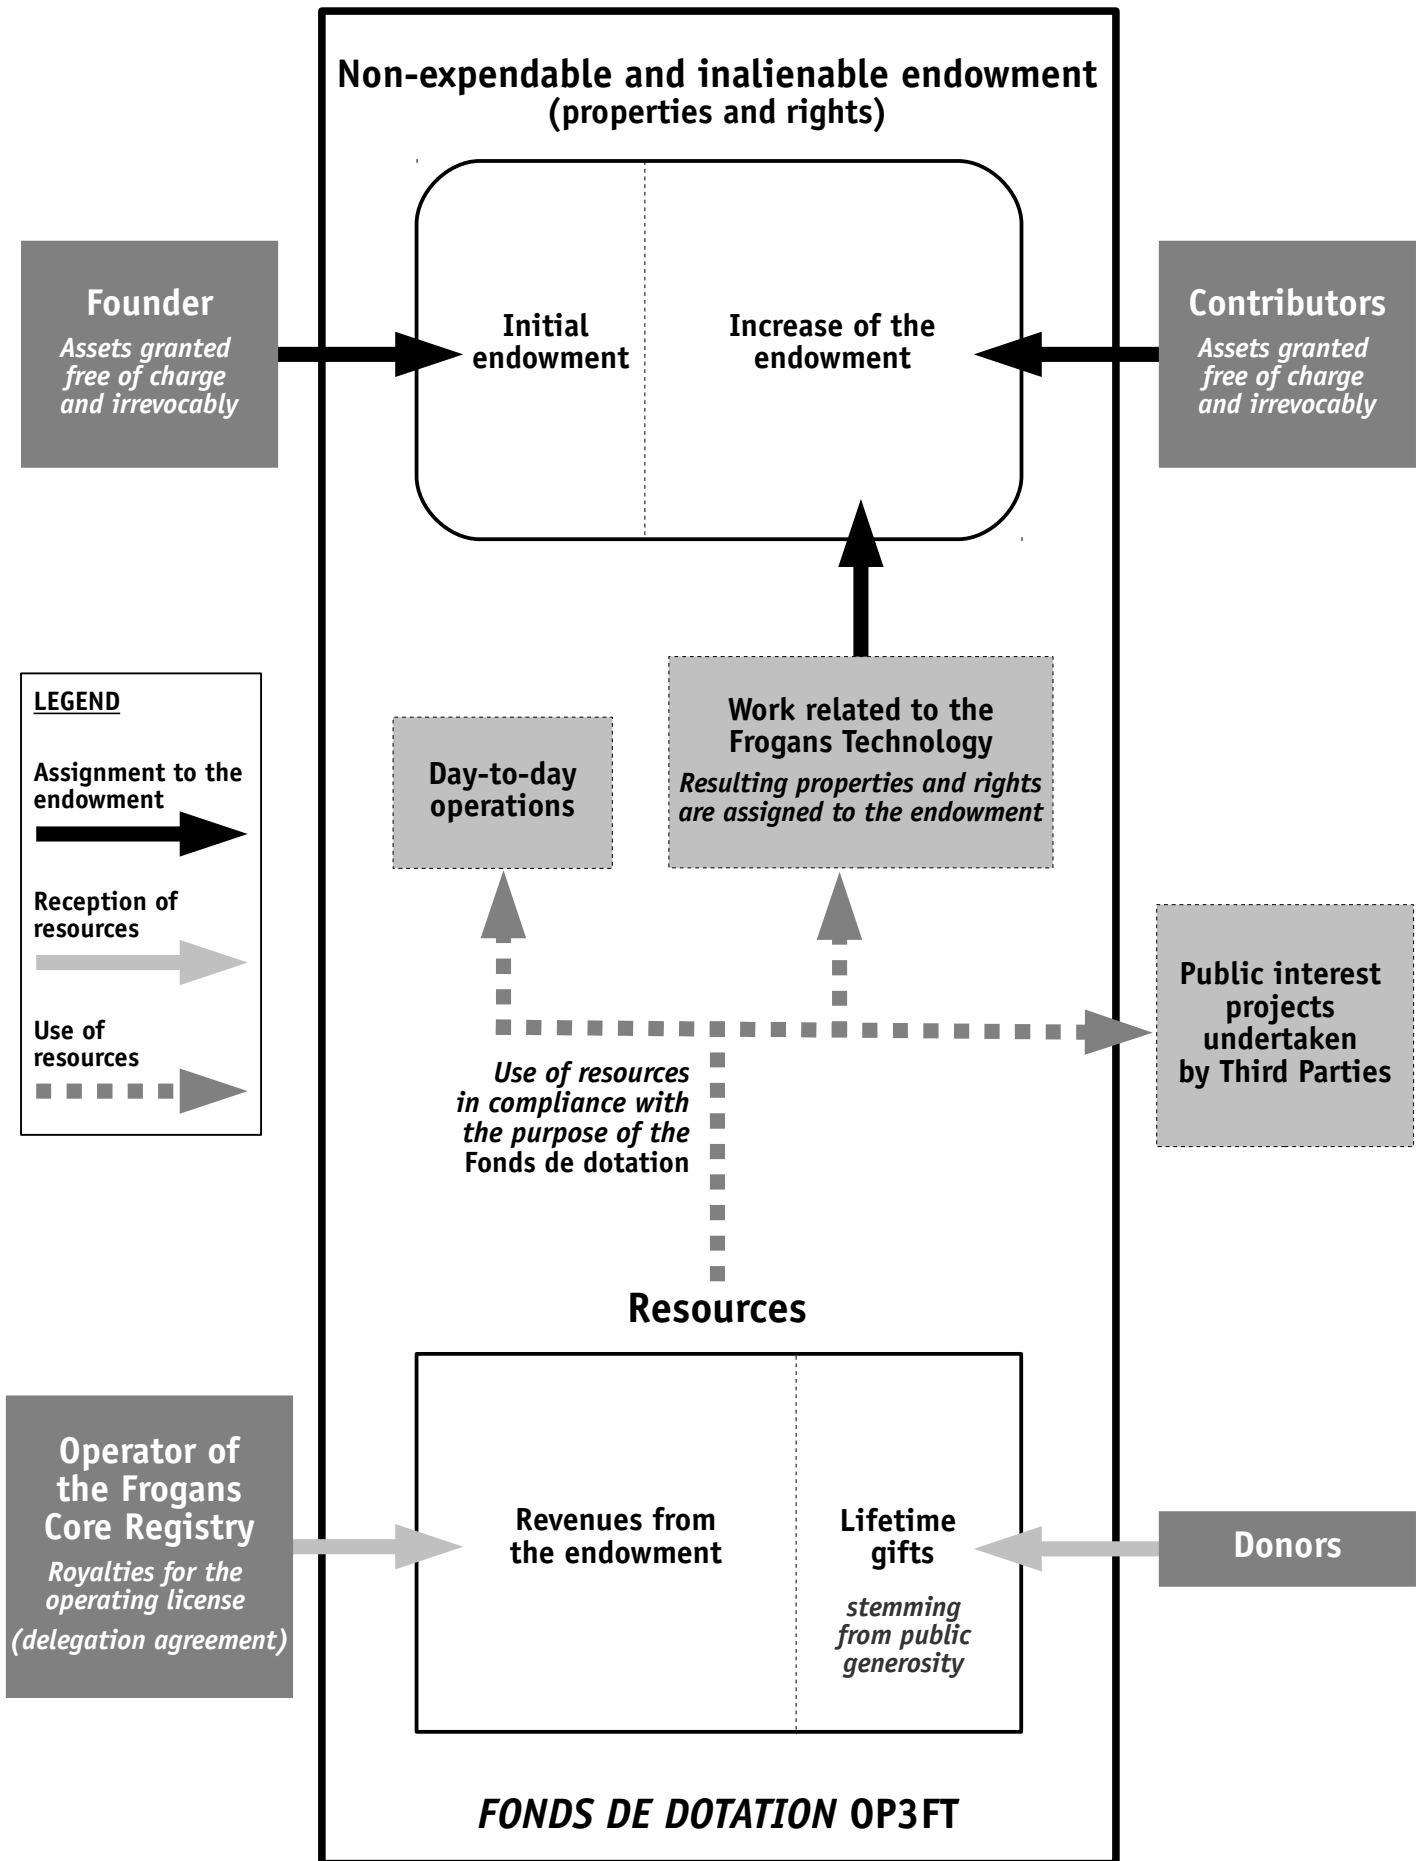 Non-expendable and inalienable endowment
(properties and rights)
Founder
Assets granted
free of charge
and irrevocably
Initial
endowment
Increase of the
endowment
Contributors
Assets granted
free of charge
and irrevocably
LEGEND
Assignment to the
endowment
Reception of
resources
Use of
resources
Day-to-day
operations
Work related to the
Frogans Technology
Resulting properties and rights
are assigned to the endowment
Public interest
projects
undertaken
by Third Parties
Use of resources
in compliance with
the purpose of the
Fonds de dotation
Resources
Operator of
the Frogans
Core Registry
Royalties for the
operating license
(delegation agreement)
Revenues from
the endowment
Lifetime
gifts
stemming
from public
generosity
Donors
FONDS DE DOTATION OP3FT